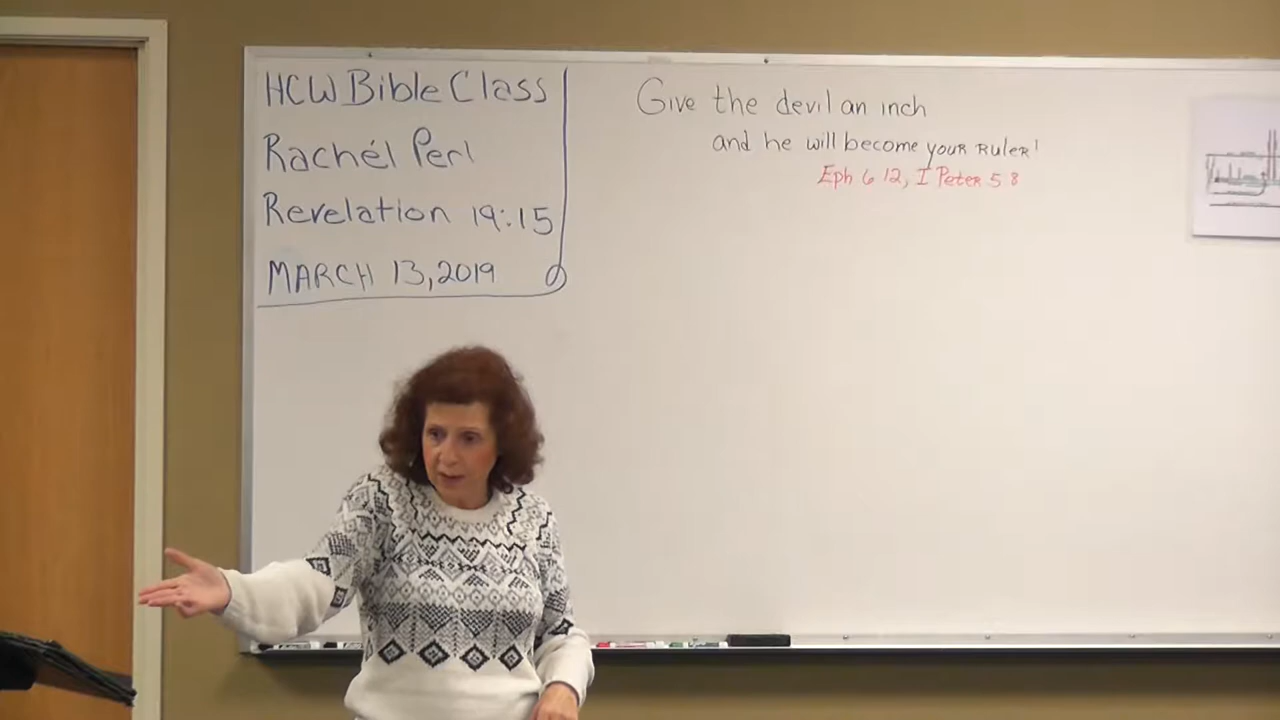 HCW Bible Class
Rachél Perl
Revelation 19:15
MARCH 13, 2019
Give the devil an inch
and he will become your RULER!
Eph 6 12, I Peter 5 8